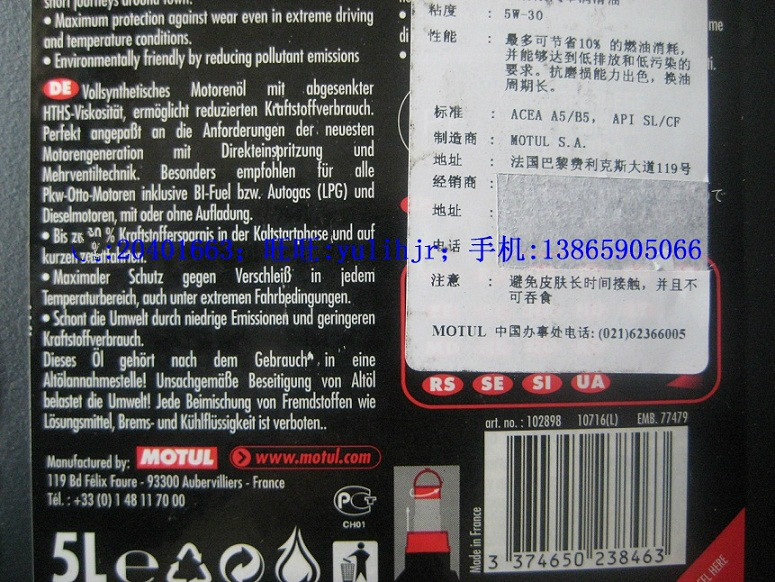 short journeys around town.
• Maximum protection against wear even in extreme driving
and temperature conditions.
• Environmentally friendly by reducing pollutant emissions
DE Vollsynthetisches Motorenöl mit abgesenkter
HTHS-Viskosität, ermöglicht reduzierten Kraftstoffverbrauch.
Perfekt angepaßt an die Anforderungen der neuesten
Motorengeneration mit Direkteinspritzung und
Mehrventiltechnik. Besonders empfohlen für alle
Pkw-Otto-Motoren inklusive BI-Fuel bzw. Autogas (LPG) und
Dieselmotoren, mit oder ohne Aufladung.
• Bis zu % Kraftstoffersparnis in der Kaltstartphase und auf
• Maximaler Schutz gegen Verschleiß in jedem
Temperaturbereich, auch unter extremen Fahrbedingungen.
• Schont die Umwelt durch niedrige Emissionen und geringeren
Kraftstoffverbrauch.
Dieses Öl gehört nach dem Gebrauch in eine
Altölannahmestelle! Unsachgemäße Beseitigung von Altöl
belastet die Umwelt! Jede Beimischung von Fremdstoffen wie
Lösungsmittel, Brems- und Kühlflüssigkeit ist verboten..
Manufactured by: MOTUL www.motul.com
119 Bd Félix Faure - 93300 Aubervilliers - France
Tél. : +33 (0) 1 48 11 70 00
CH01
5L
粘度 : 5W-30
性能 : 最多可节省10% 的燃油消耗,
并能够达到低排放和低污染的
要求。抗磨损能力出色, 换油
周期长。
标准 : ACEA A5/B5, API SL/CF
制造商 : MOTUL S.A.
地址 : 法国巴黎费利克斯大道119号
经销商 :
地址 :
电话
:20401663; 旺旺:yulihjr; 手机:13865905066
注意 : 避免皮肤长时间接触, 并且不
可吞食
MOTUL 中国办事处电话: (021)62366005
RS SE SI UA
art. no. : 102898 10716(L) EMB. 77479
Made in France
3 374650 238463
HERE